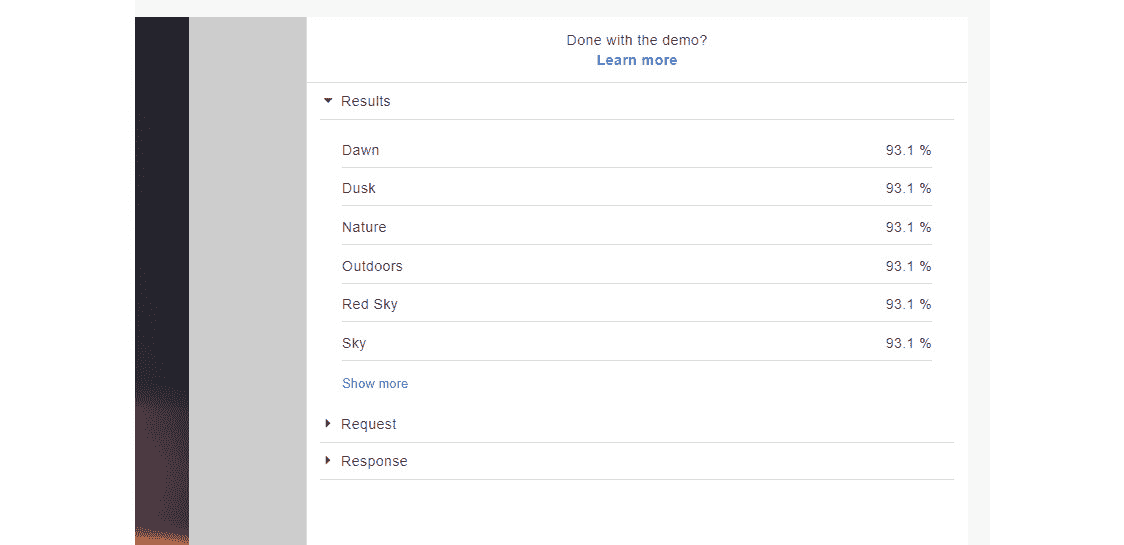 Done with the demo?
Learn more
Results
Dawn 93.1 %
Dusk 93.1 %
Nature 93.1 %
Outdoors 93.1 %
Red Sky 93.1 %
Sky 93.1 %
Show more
Request
Response